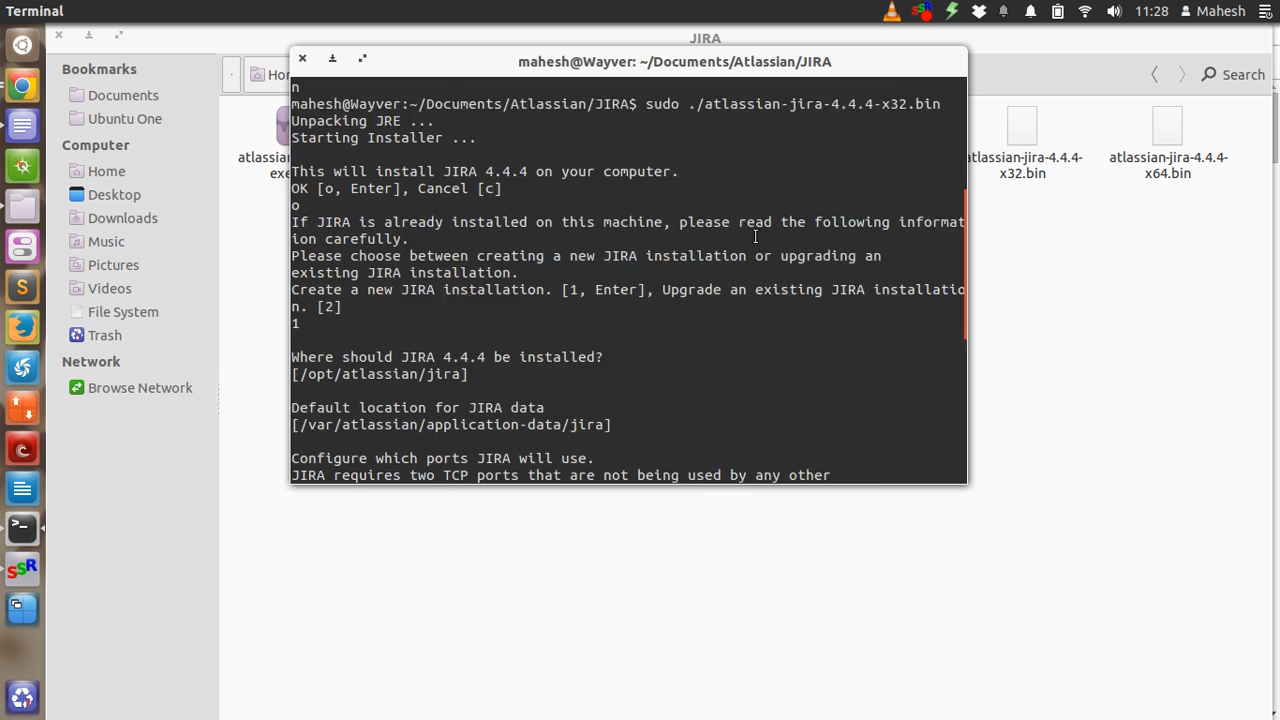 Terminal
11:28 Mahesh
JIRA
mahesh@Wayver: ~/Documents/Atlassian/JIRA
Bookmarks
Documents
Ubuntu One
Computer
Home
Desktop
Downloads
Music
Pictures
Videos
File System
Trash
Network
Browse Network
Search
n
mahesh@Wayver:~/Documents/Atlassian/JIRA$ sudo ./atlassian-jira-4.4.4-x32.bin
Unpacking JRE ...
Starting Installer ...
This will install JIRA 4.4.4 on your computer.
OK [o, Enter], Cancel [c]
o
If JIRA is already installed on this machine, please read the following informat
ion carefully.
Please choose between creating a new JIRA installation or upgrading an
existing JIRA installation.
Create a new JIRA installation. [1, Enter], Upgrade an existing JIRA installatio
n. [2]
1
Where should JIRA 4.4.4 be installed?
[/opt/atlassian/jira]
Default location for JIRA data
[/var/atlassian/application-data/jira]
Configure which ports JIRA will use.
JIRA requires two TCP ports that are not being used by any other
atlassian-jira-4.4.4-
x32.bin
atlassian-jira-4.4.4-
x64.bin
SSR